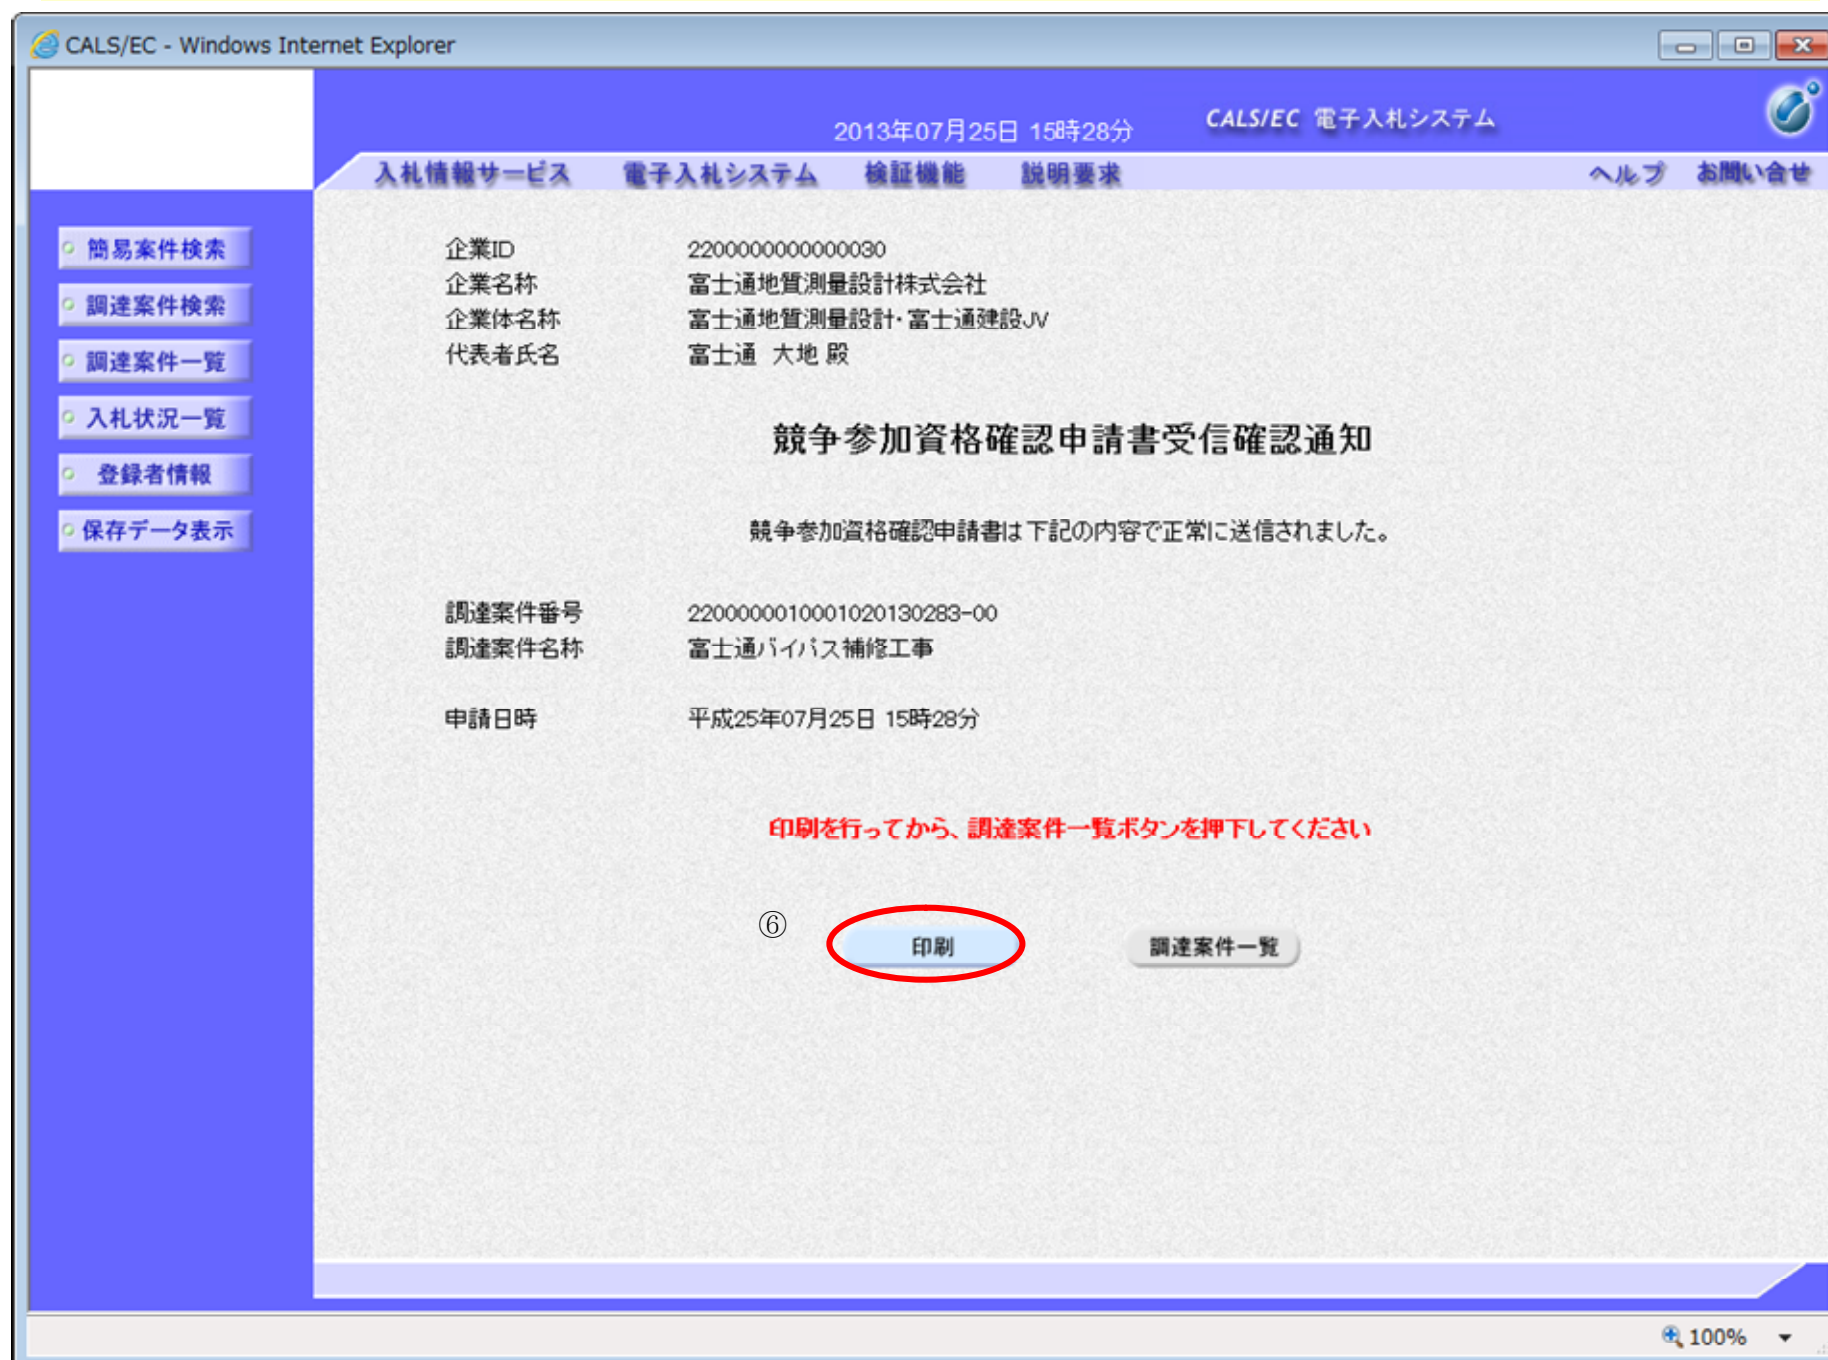 CALS/EC - Windows Internet Explorer
2013年07月25日 15時28分
CALS/EC 電子入札システム
入札情報サービス 電子入札システム 検証機能 説明要求 ヘルプ お問い合せ
簡易案件検索
調達案件検索
調達案件一覧
入札状況一覧
登録者情報
保存データ表示
企業ID 2200000000000030
企業名称 富士通地質測量設計株式会社
企業体名称 富士通地質測量設計・富士通建設JV
代表者氏名 富士通 大地 殿
競争参加資格確認申請書受信確認通知
競争参加資格確認申請書は下記の内容で正常に送信されました。
調達案件番号 2200000010001020130283-00
調達案件名称 富士通バイパス補修工事
申請日時 平成25年07月25日 15時28分
印刷を行ってから、調達案件一覧ボタンを押下してください
⑥ 印刷 調達案件一覧
100%